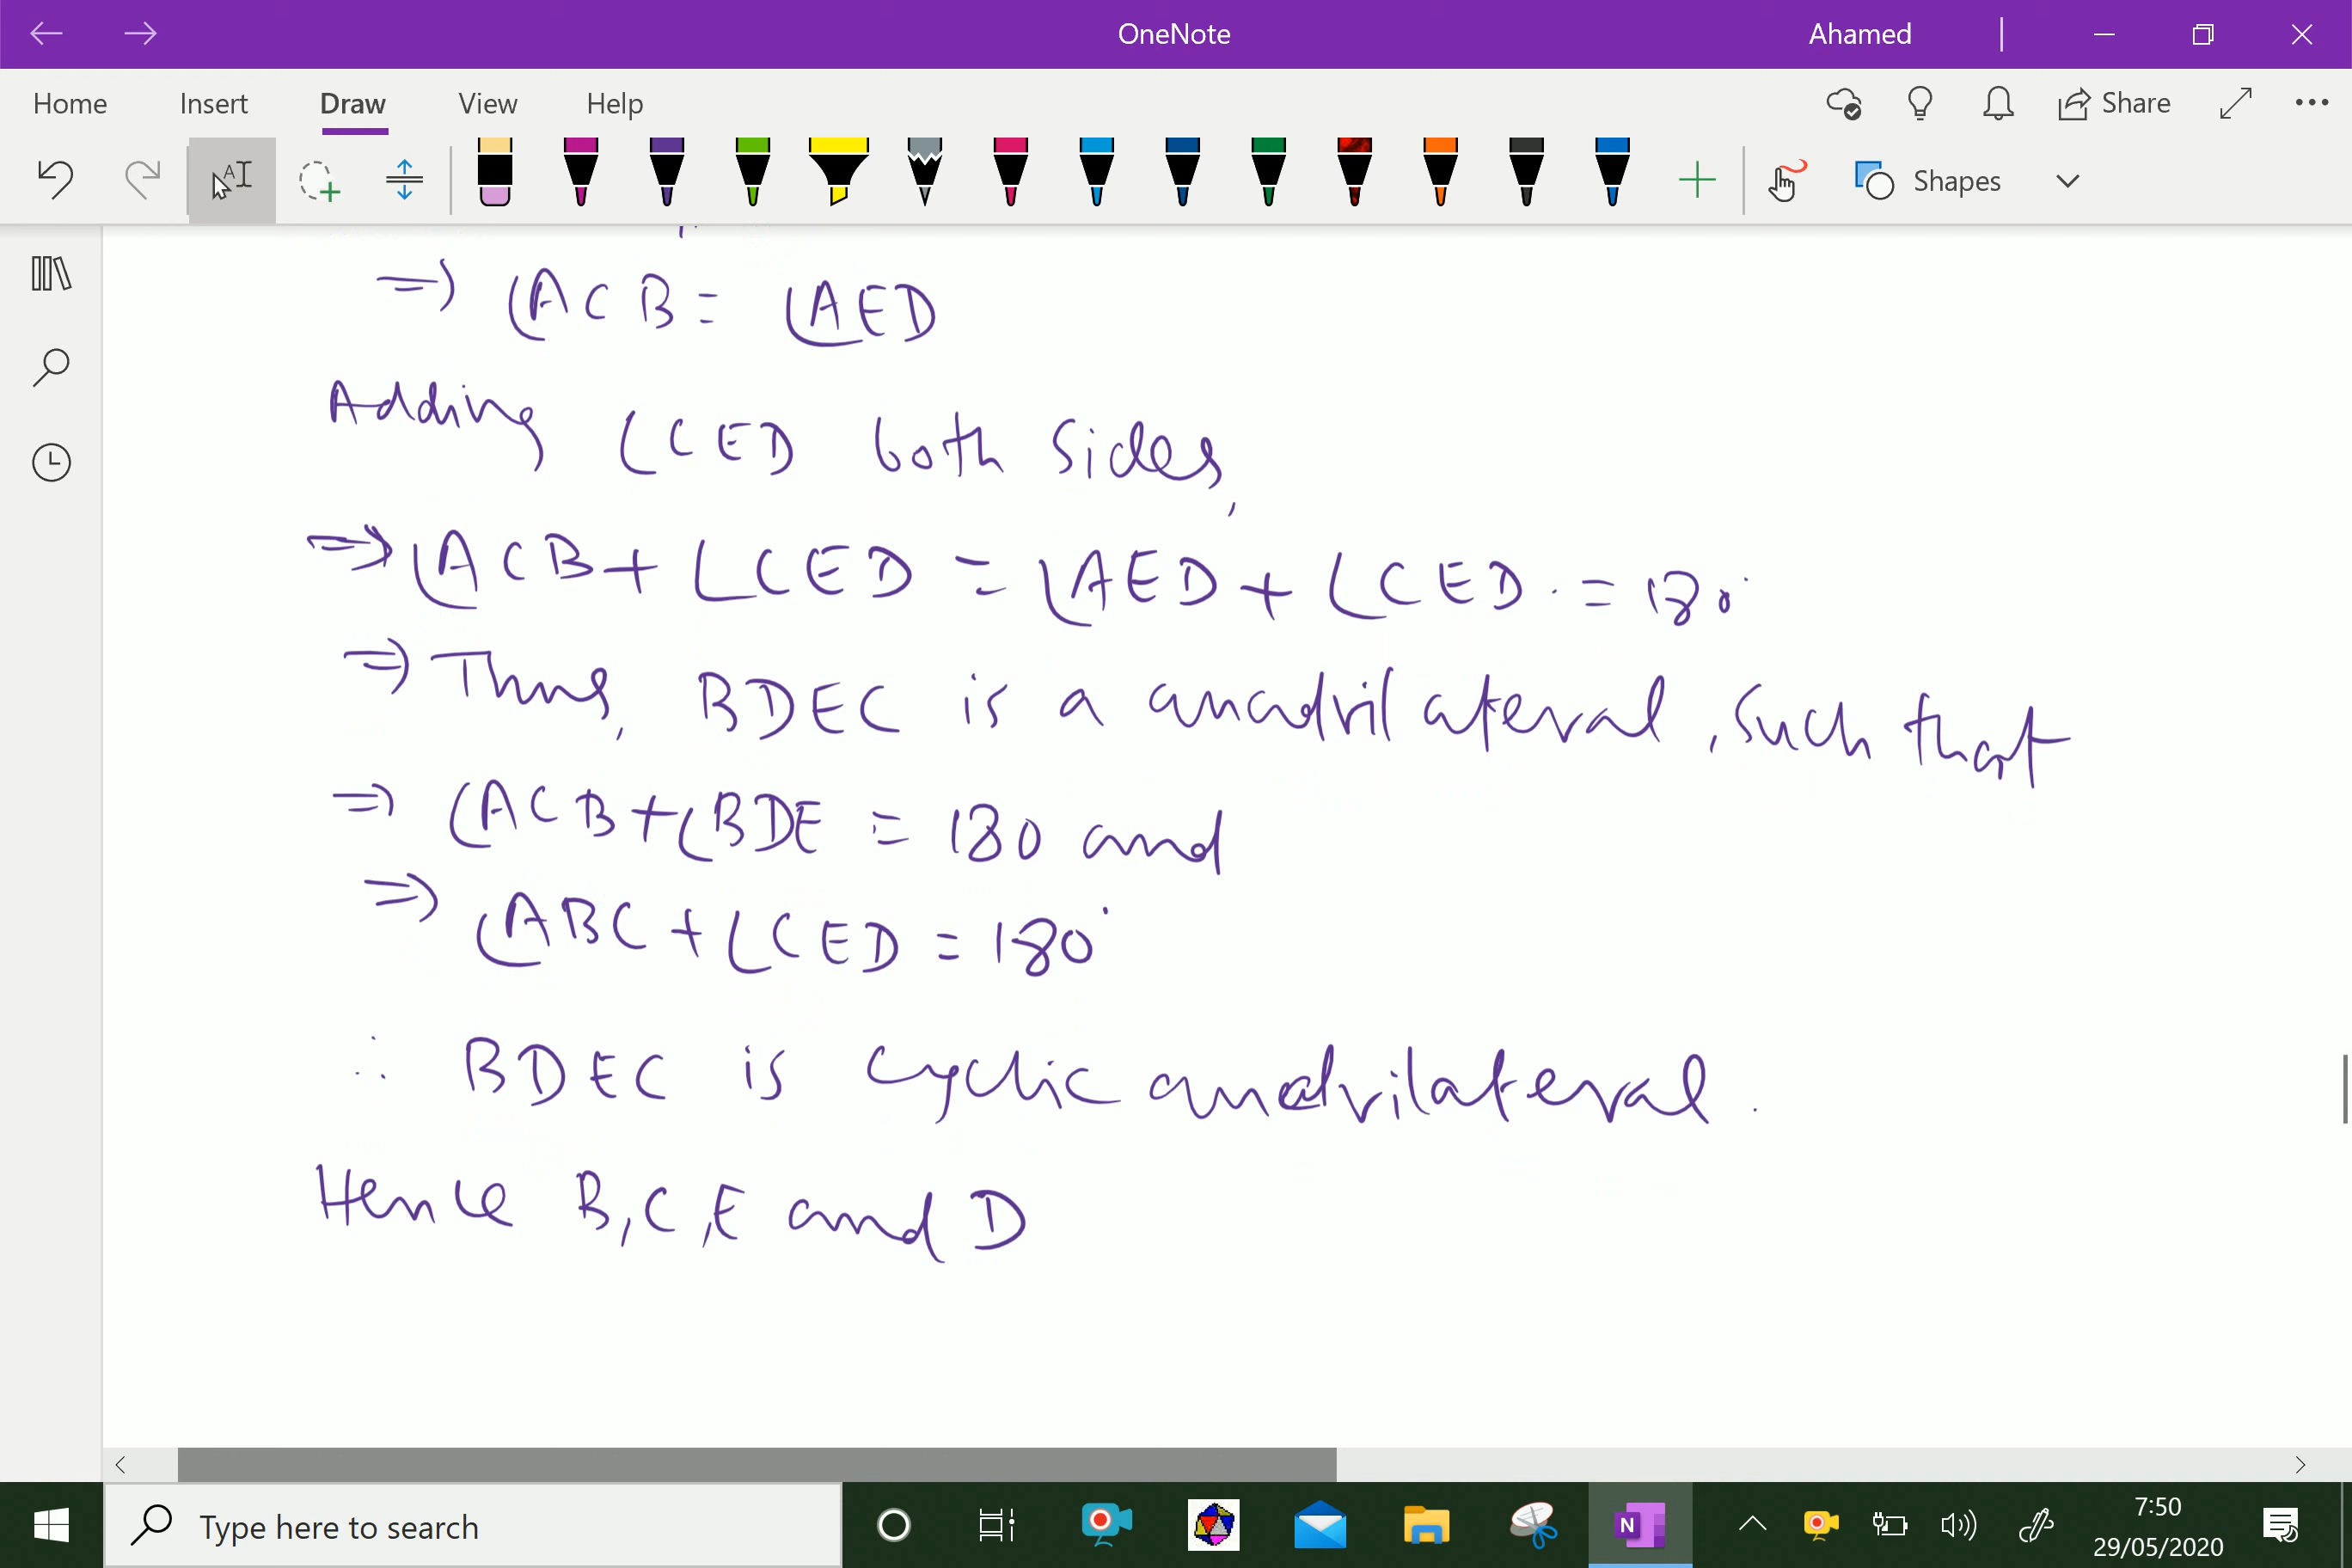 OneNote
Ahamed
Home Insert Draw View Help
Share
Shapes
=> ∠ACB = ∠AED
Adding ∠CED both sides,
=> ∠ACB + ∠CED = ∠AED + ∠CED. = 180°
=> Thus, BDEC is a quadrilateral, such that
=> ∠ACB + ∠BDE = 180 and
=> ∠ABC + ∠CED = 180°
∴ BDEC is cyclic quadrilateral.
Hence B, C, E and D
Type here to search
N
7:50
29/05/2020